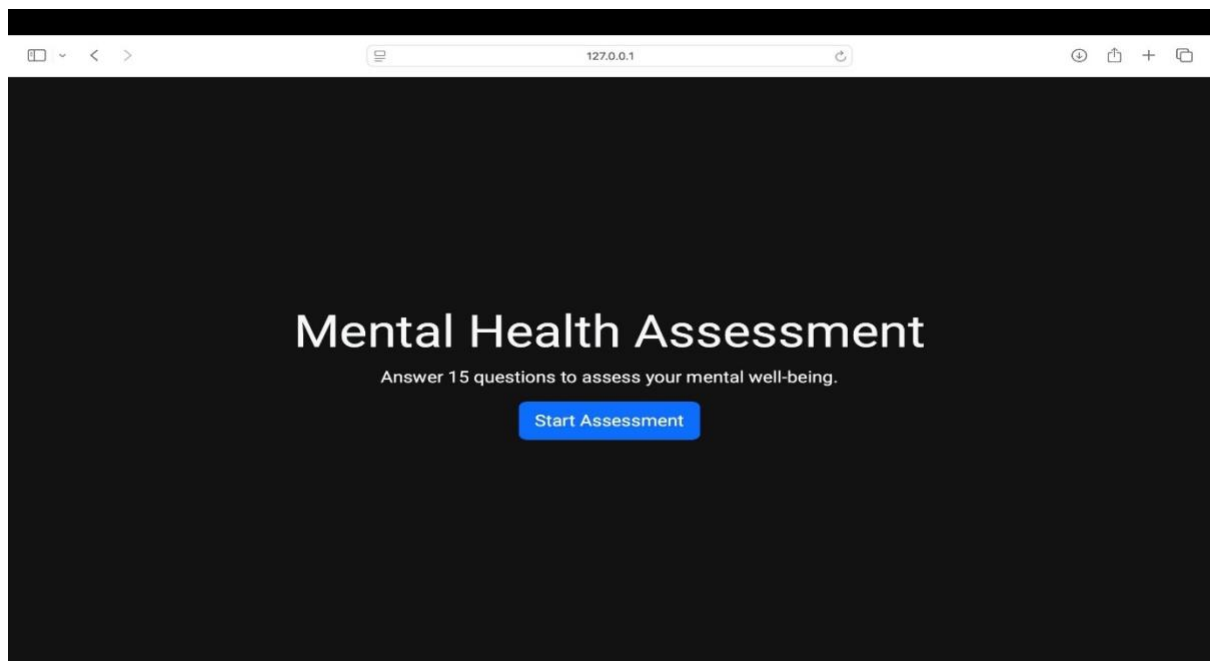 127.0.0.1
Mental Health Assessment
Answer 15 questions to assess your mental well-being.
Start Assessment